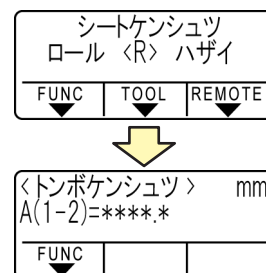 シートケンシュツ
ロール <R> ハザイ
FUNC TOOL REMOTE
<トンボケンシュツ> mm
A(1-2)=****.*
FUNC